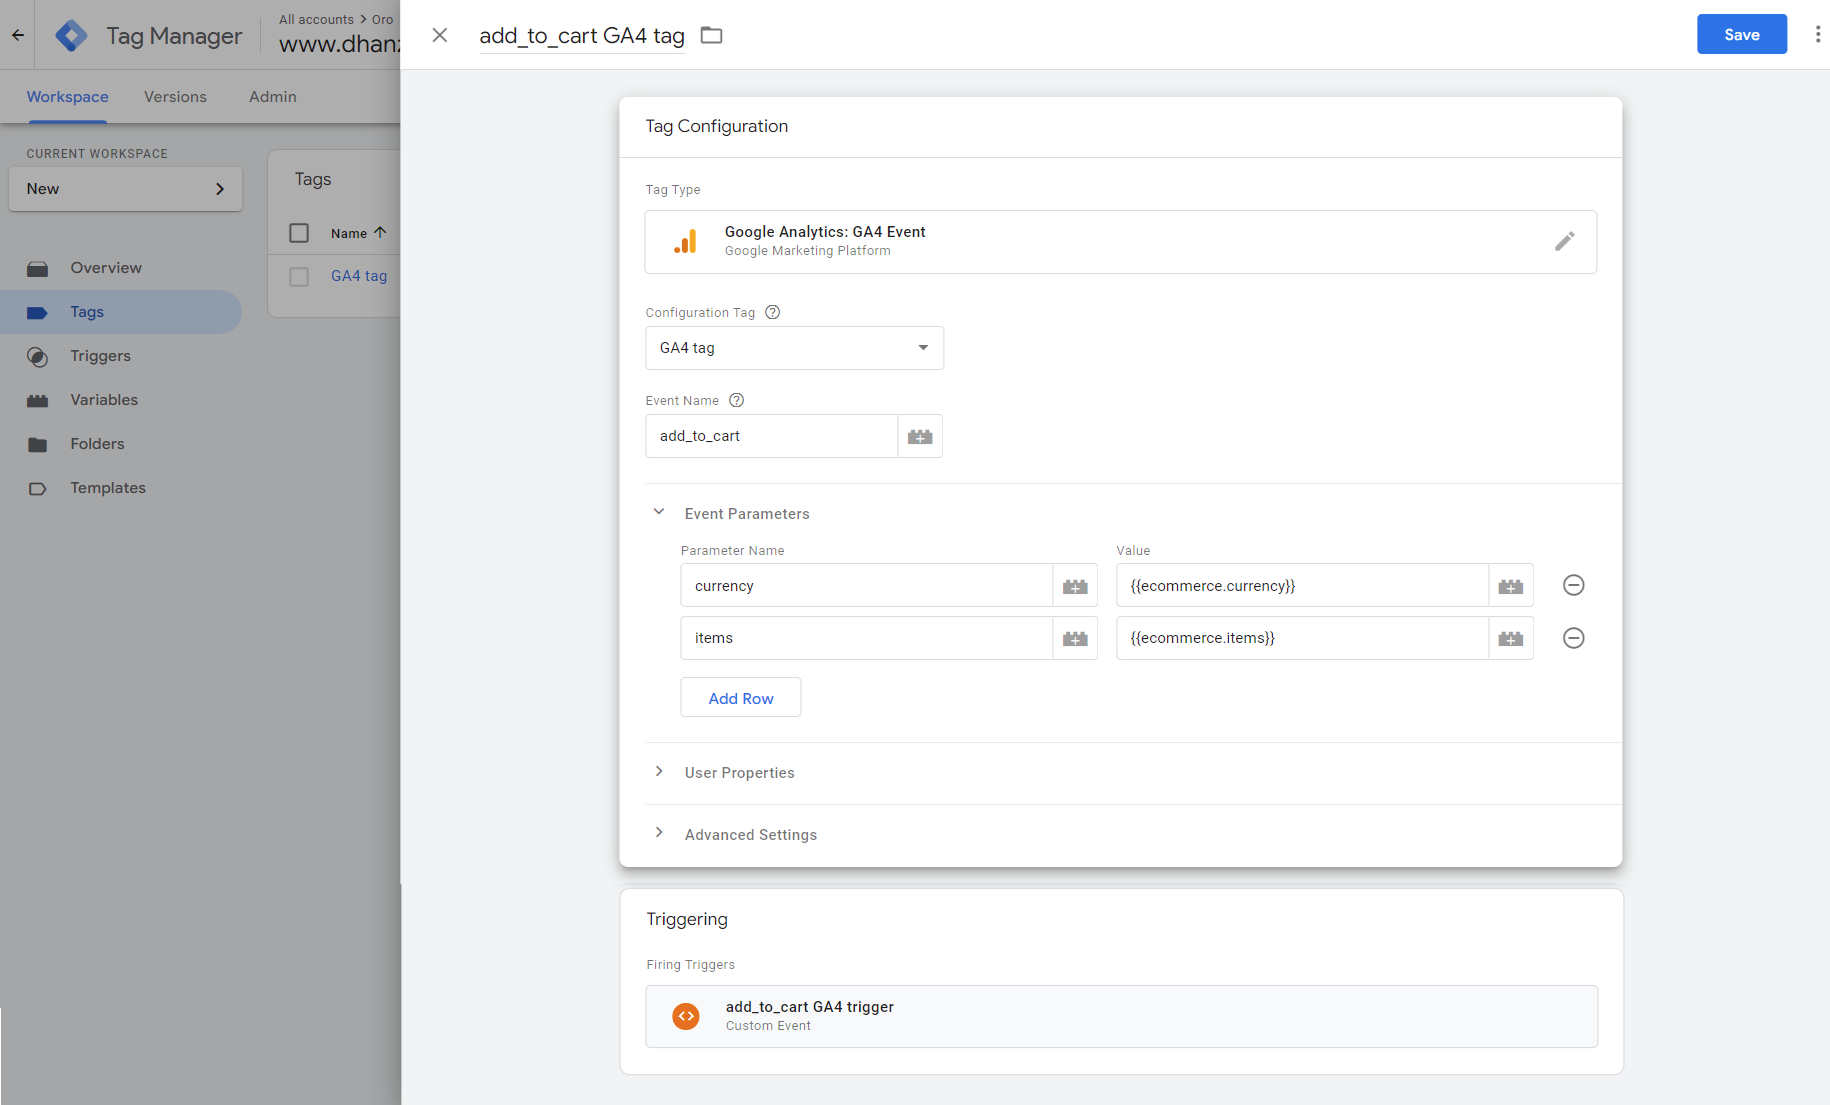 Tag Manager
All accounts > Oro
www.dhanz
Workspace
Versions
Admin
CURRENT WORKSPACE
New
Overview
Tags
Triggers
Variables
Folders
Templates
Tags
Name
GA4 tag
add_to_cart GA4 tag
Save
Tag Configuration
Tag Type
Google Analytics: GA4 Event
Google Marketing Platform
Configuration Tag
GA4 tag
Event Name
add_to_cart
Event Parameters
Parameter Name Value
currency {{ecommerce.currency}}
items {{ecommerce.items}}
Add Row
User Properties
Advanced Settings
Triggering
Firing Triggers
add_to_cart GA4 trigger
Custom Event